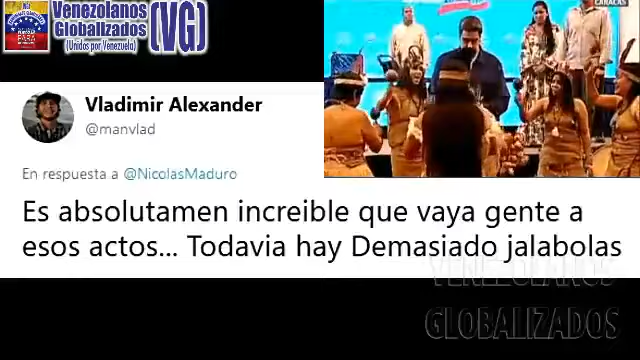 Venezolanos
Globalizados
(Unidos por Venezuela)
(VG)
CARACAS
Vladimir Alexander
@manvlad
En respuesta a @NicolasMaduro
Es absolutamen increible que vaya gente a
esos actos... Todavia hay Demasiado jalabolas
VENEZOLANOS
GLOBALIZADOS